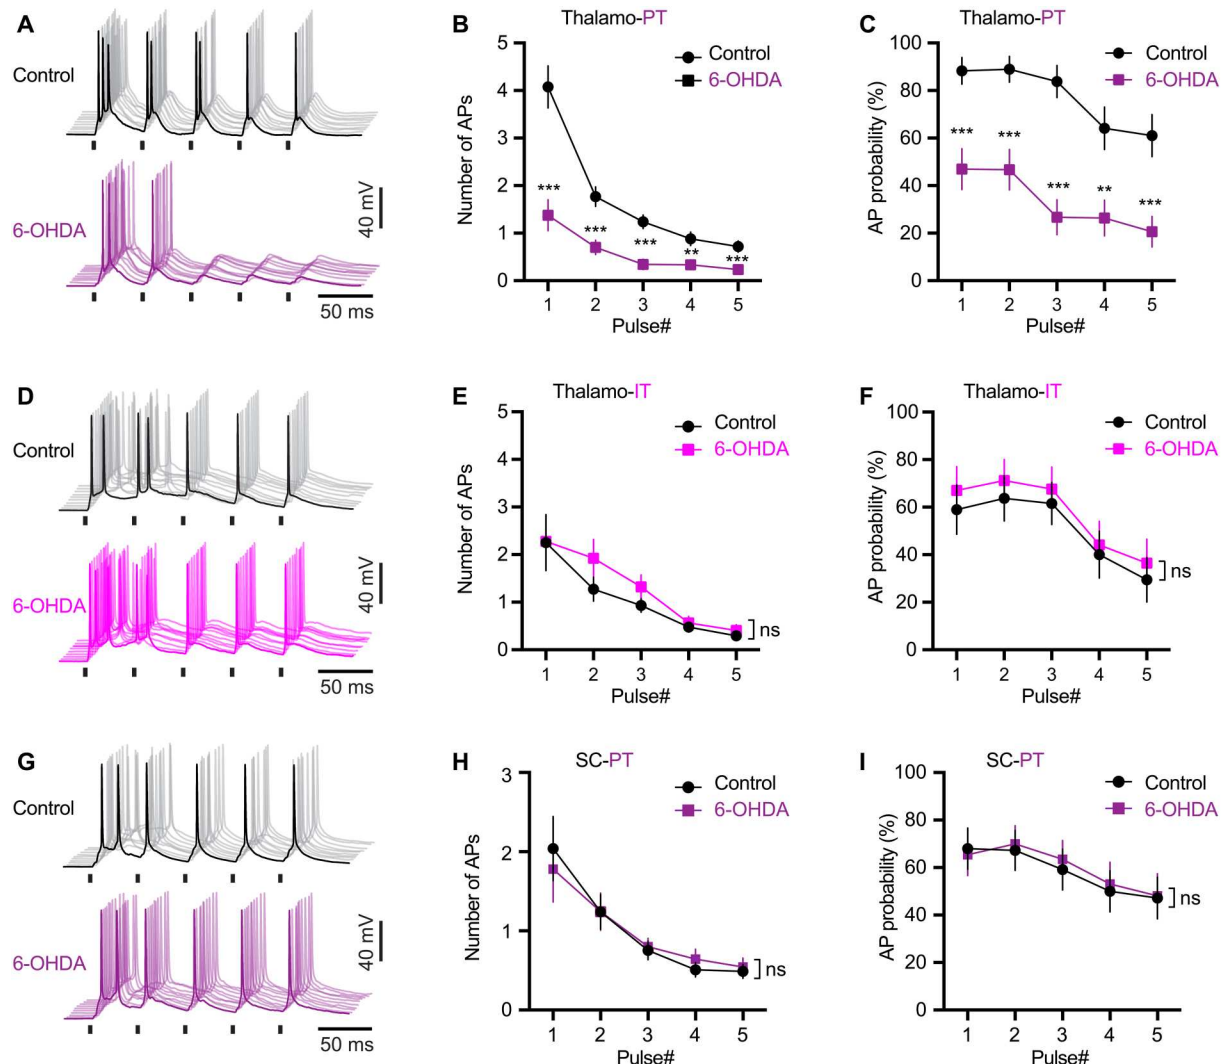 A
Control
6-OHDA
40 mV
50 ms
B
Thalamo-PT
Number of APs
5
4
3
2
1
0
Control
6-OHDA
***
***
***
**
***
1 2 3 4 5
Pulse#
C
Thalamo-PT
AP probability (%)
100
80
60
40
20
0
Control
6-OHDA
***
***
***
**
***
1 2 3 4 5
Pulse#
D
Control
6-OHDA
40 mV
50 ms
E
Thalamo-IT
Number of APs
5
4
3
2
1
0
Control
6-OHDA
ns
1 2 3 4 5
Pulse#
F
Thalamo-IT
AP probability (%)
100
80
60
40
20
0
Control
6-OHDA
ns
1 2 3 4 5
Pulse#
G
Control
6-OHDA
40 mV
50 ms
H
SC-PT
Number of APs
3
2
1
0
Control
6-OHDA
ns
1 2 3 4 5
Pulse#
I
SC-PT
AP probability (%)
100
80
60
40
20
0
Control
6-OHDA
ns
1 2 3 4 5
Pulse#